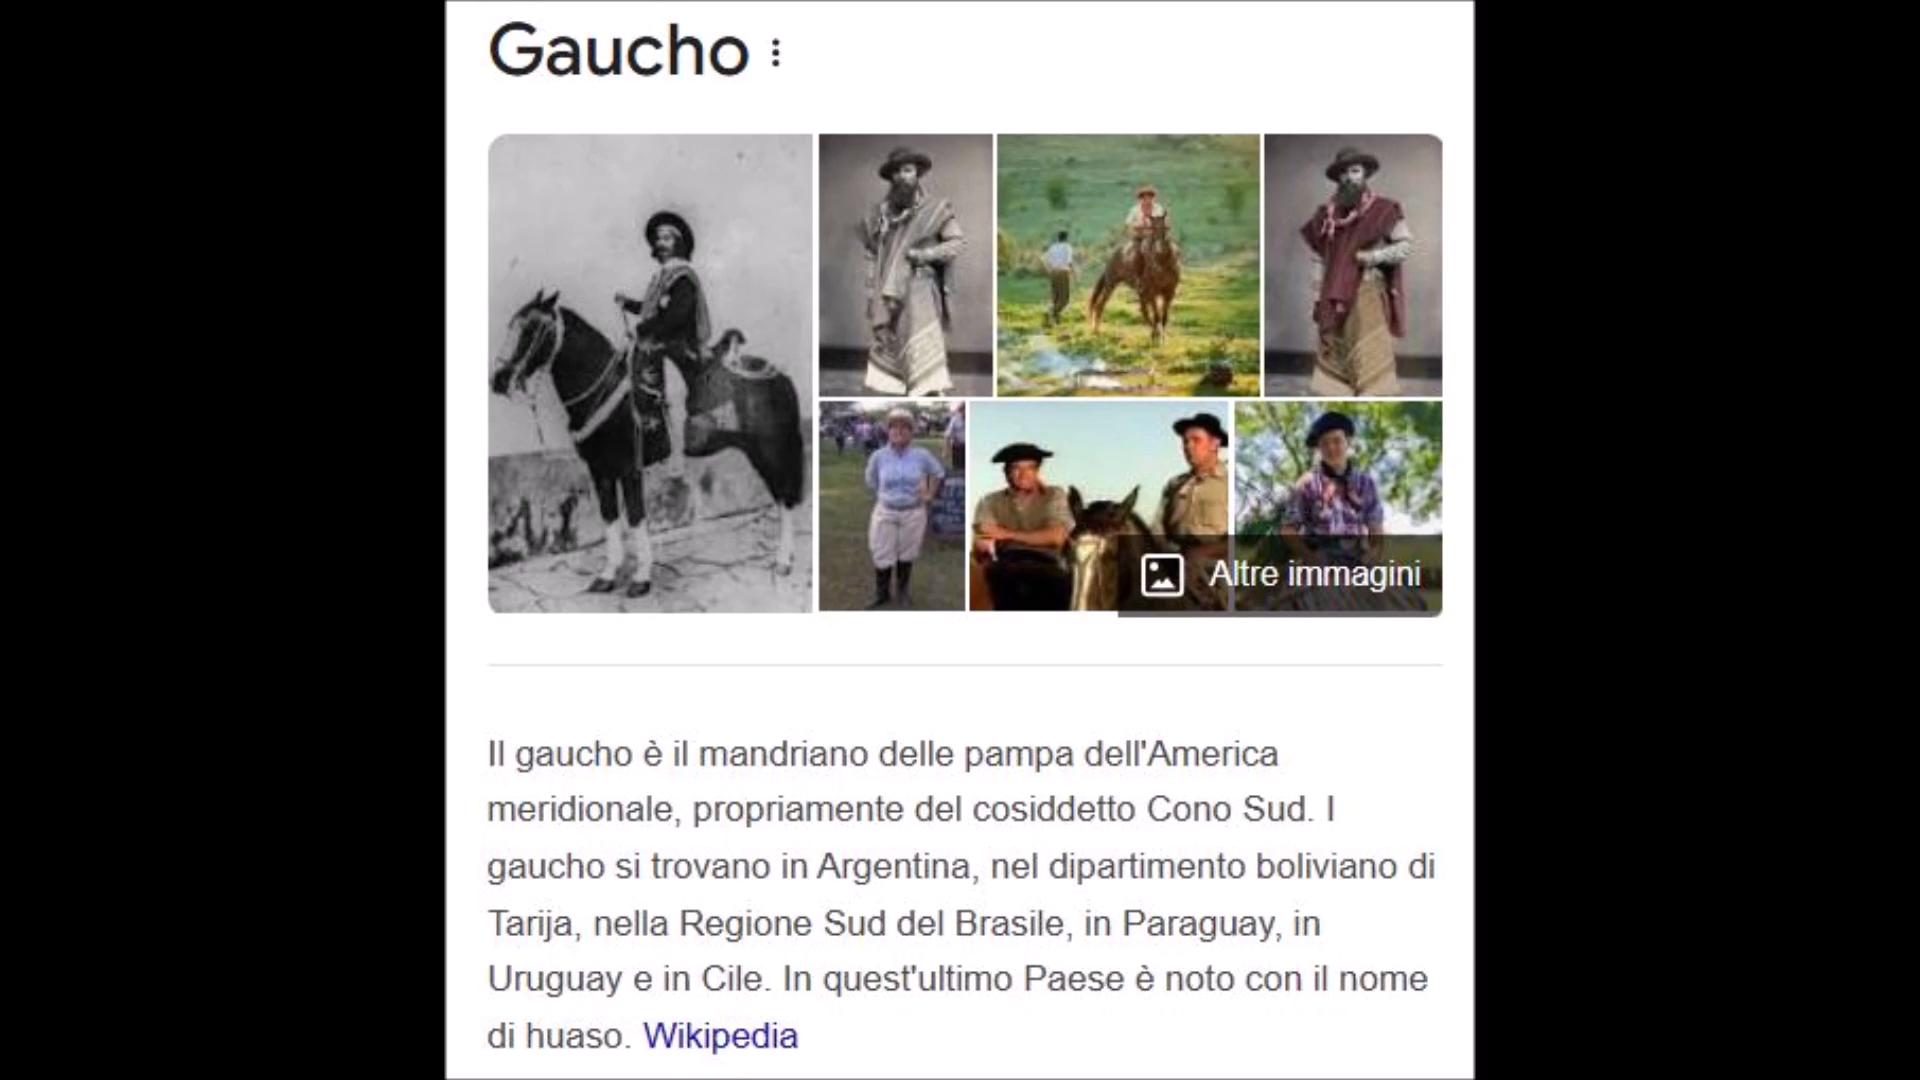 Gaucho
Altre immagini
Il gaucho è il mandriano delle pampa dell'America
meridionale, propriamente del cosiddetto Cono Sud. I
gaucho si trovano in Argentina, nel dipartimento boliviano di
Tarija, nella Regione Sud del Brasile, in Paraguay, in
Uruguay e in Cile. In quest'ultimo Paese è noto con il nome
di huaso. Wikipedia